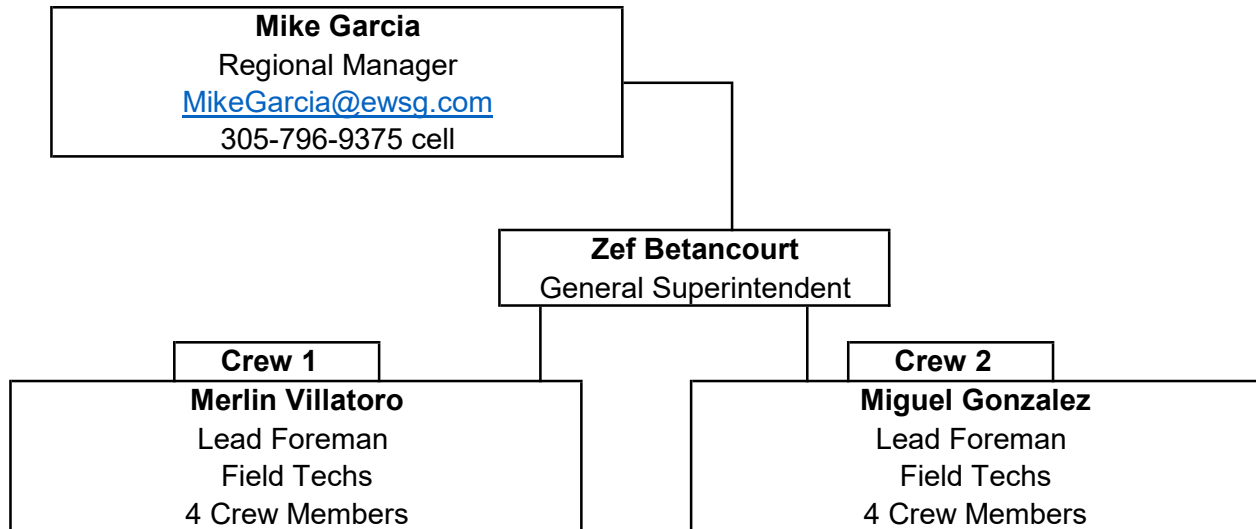 Mike Garcia
Regional Manager
MikeGarcia@ewsg.com
305-796-9375 cell
Zef Betancourt
General Superintendent
Crew 1
Merlin Villatoro
Lead Foreman
Field Techs
4 Crew Members
Crew 2
Miguel Gonzalez
Lead Foreman
Field Techs
4 Crew Members